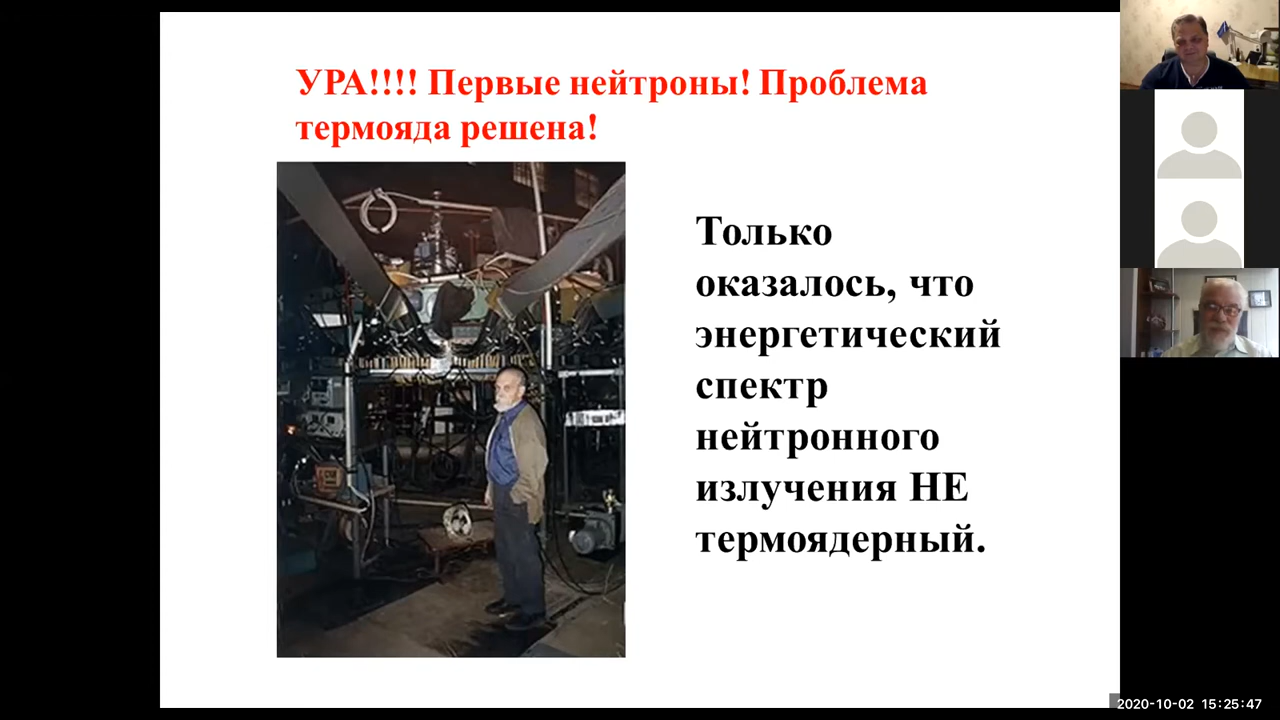 УРА!!!! Первые нейтроны! Проблема
термояда решена!
Только
оказалось, что
энергетический
спектр
нейтронного
излучения НЕ
термоядерный.
2020-10-02 15:25:47